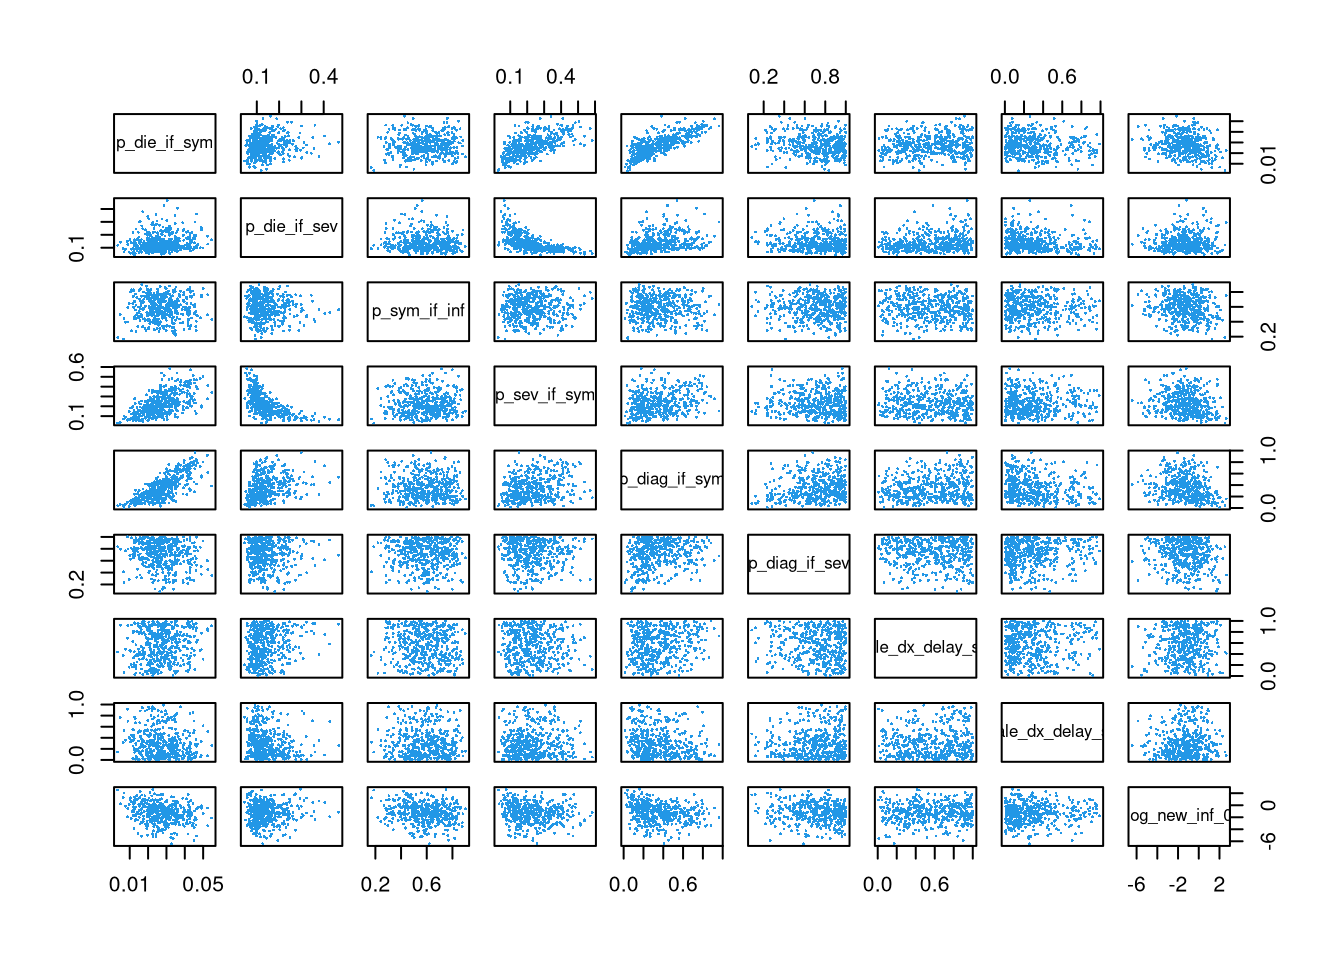 0.1 0.4 0.1 0.4 0.2 0.8 0.0 0.6
p_die_if_sym 0.01
0.1 p_die_if_sev
p_sym_if_inf 0.2
0.1 0.6 p_sev_if_sym
p_diag_if_sym 0.0 1.0
0.2 p_diag_if_sev
le_dx_delay_s 0.0 1.0
0.0 1.0 ale_dx_delay_
og_new_inf_0 -6 0
0.01 0.05 0.2 0.6 0.0 0.6 0.0 0.6 -6 -2 2